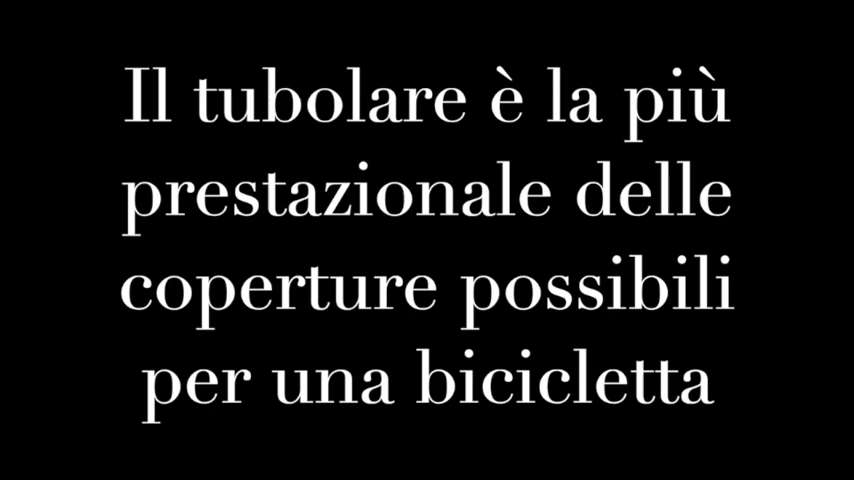 Il tubolare è la più
prestazionale delle
coperture possibili
per una bicicletta